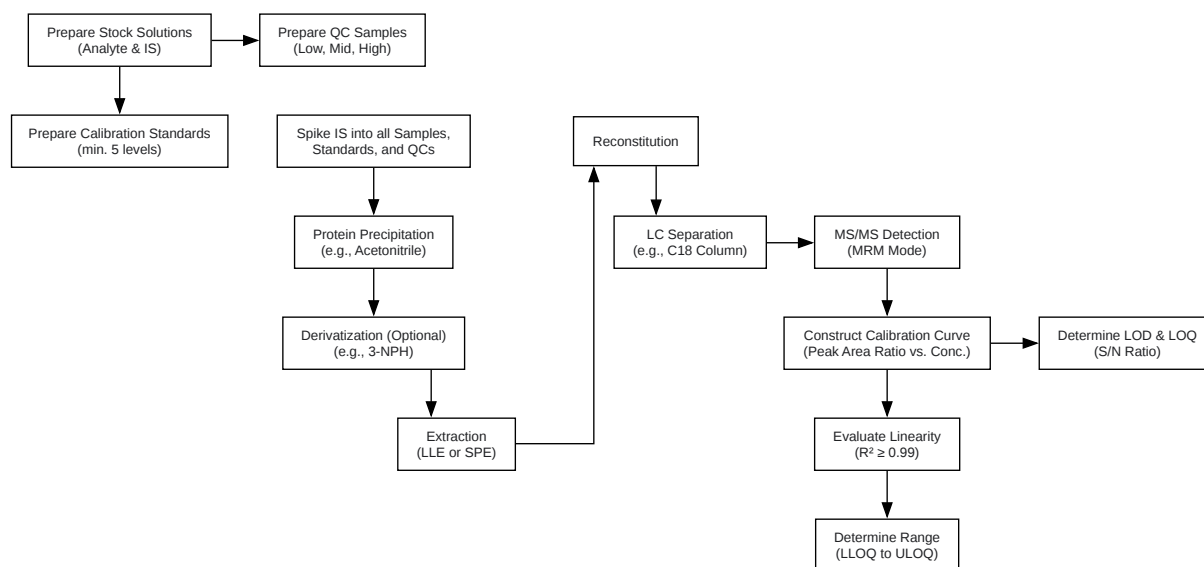 Prepare Stock Solutions
(Analyte & IS)
Prepare QC Samples
(Low, Mid, High)
Prepare Calibration Standards
(min. 5 levels)
Spike IS into all Samples,
Standards, and QCs
Protein Precipitation
(e.g., Acetonitrile)
Derivatization (Optional)
(e.g., 3-NPH)
Extraction
(LLE or SPE)
Reconstitution
LC Separation
(e.g., C18 Column)
MS/MS Detection
(MRM Mode)
Construct Calibration Curve
(Peak Area Ratio vs. Conc.)
Determine LOD & LOQ
(S/N Ratio)
Evaluate Linearity
(R² ≥ 0.99)
Determine Range
(LLOQ to ULOQ)